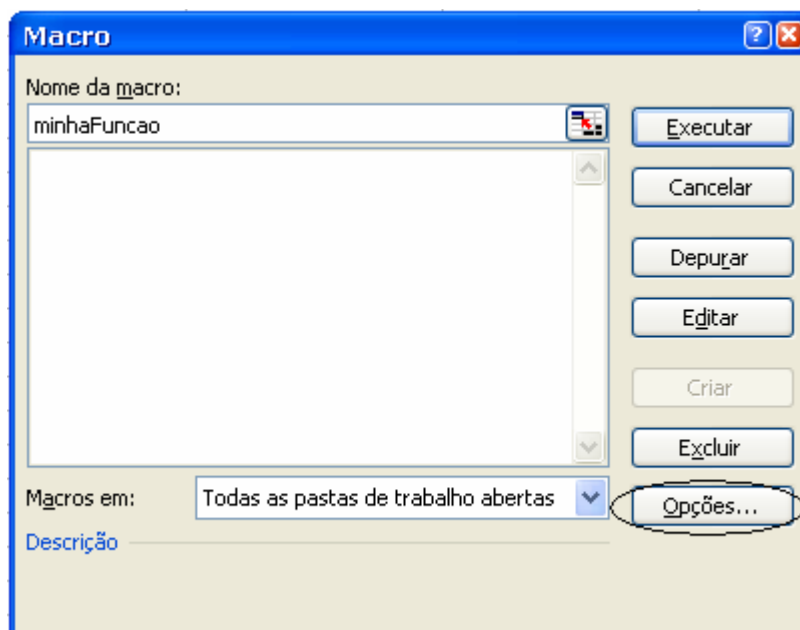 Macro
Nome da macro:
minhaFuncao
Executar
Cancelar
Depurar
Editar
Criar
Excluir
Macros em:
Todas as pastas de trabalho abertas
Opções...
Descrição